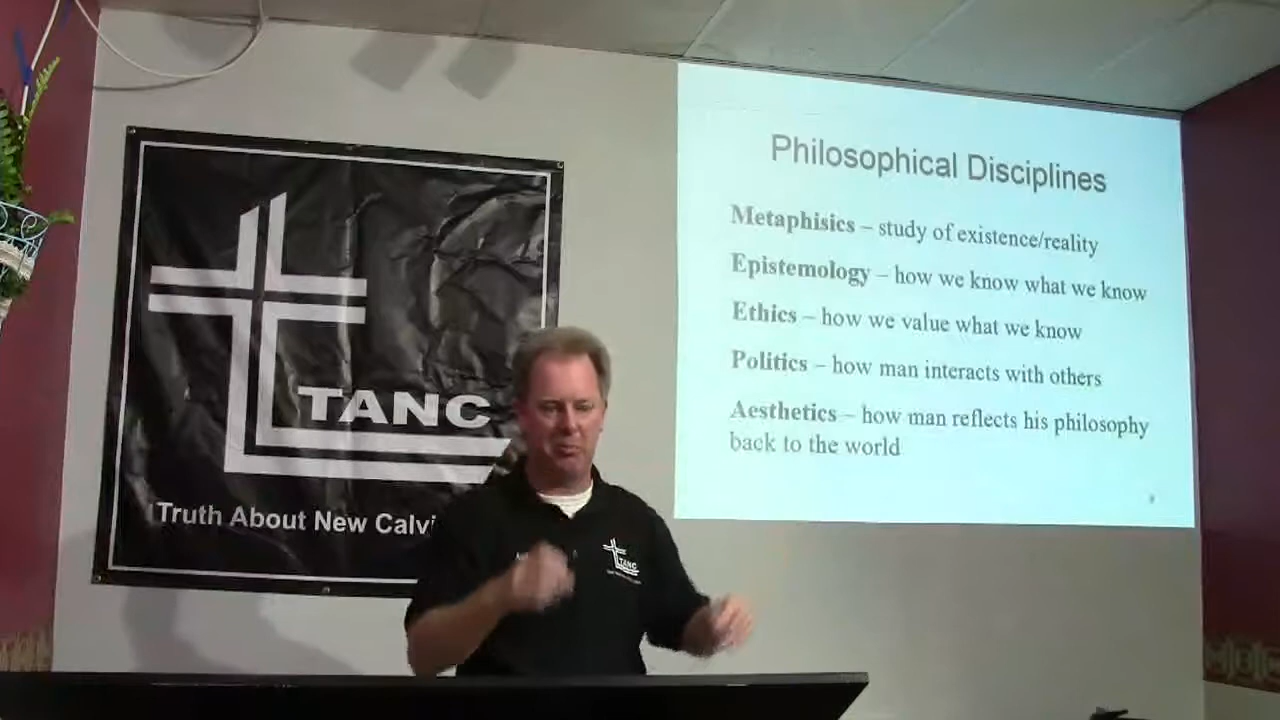 TANC
Truth About New Calvi
Philosophical Disciplines
Metaphisics – study of existence/reality
Epistemology – how we know what we know
Ethics – how we value what we know
Politics – how man interacts with others
Aesthetics – how man reflects his philosophy
back to the world
TANC